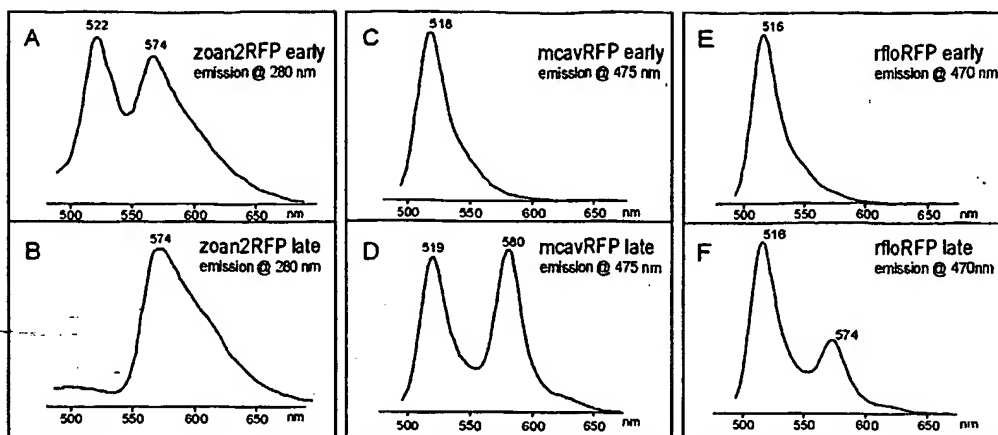 A
522
574
zoan2RFP early
emission @ 280 nm
500 550 600 650 nm
B
574
zoan2RFP late
emission @ 280 nm
500 550 600 650 nm
C
518
mcavRFP early
emission @ 475 nm
500 550 600 650 nm
D
519
580
mcavRFP late
emission @ 475 nm
500 550 600 650 nm
E
516
rfloRFP early
emission @ 470 nm
500 550 600 650 nm
F
516
574
rfloRFP late
emission @ 470nm
500 550 600 650 nm